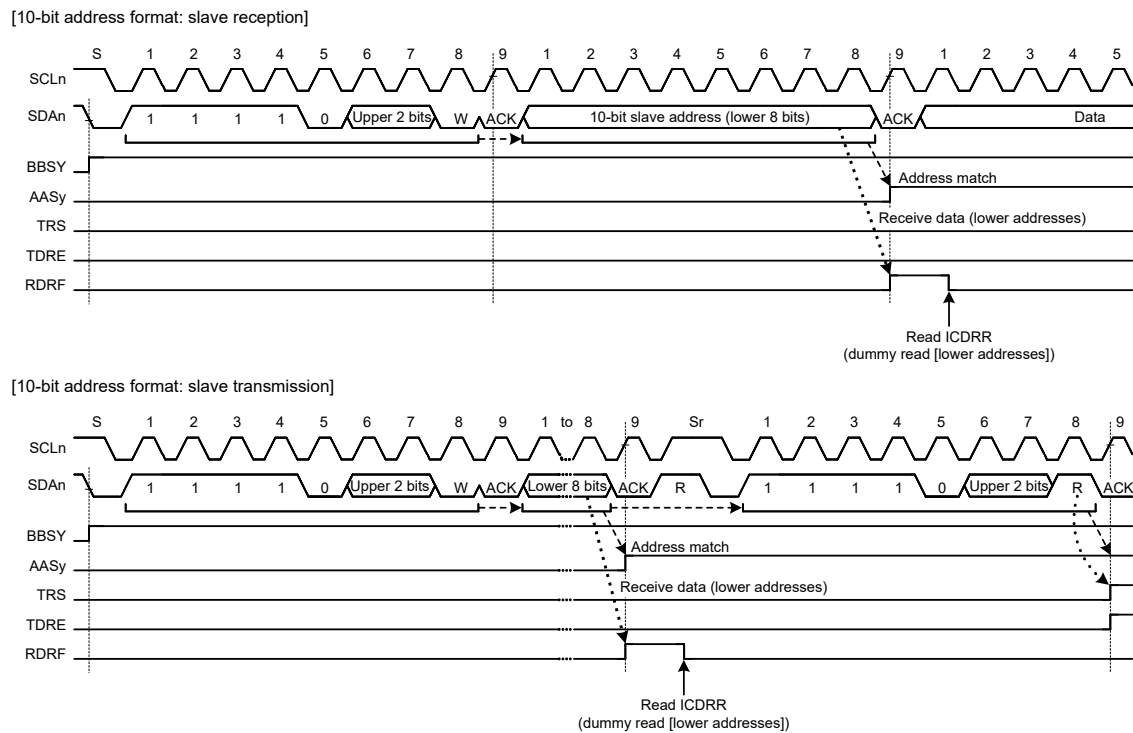 [10-bit address format: slave reception]
S 1 2 3 4 5 6 7 8 9 1 2 3 4 5 6 7 8 9 1 2 3 4 5
SCLn
SDAn 1 1 1 1 0 Upper 2 bits W ACK 10-bit slave address (lower 8 bits) ACK Data
BBSY
Address match
AASy
Receive data (lower addresses)
TRS
TDRE
RDRF
Read ICDRR
(dummy read [lower addresses])
[10-bit address format: slave transmission]
S 1 2 3 4 5 6 7 8 9 1 to 8 9 Sr 1 2 3 4 5 6 7 8 9
SCLn
SDAn 1 1 1 1 0 Upper 2 bits W ACK Lower 8 bits ACK R 1 1 1 1 0 Upper 2 bits R ACK
BBSY
Address match
AASy
Receive data (lower addresses)
TRS
TDRE
RDRF
Read ICDRR
(dummy read [lower addresses])